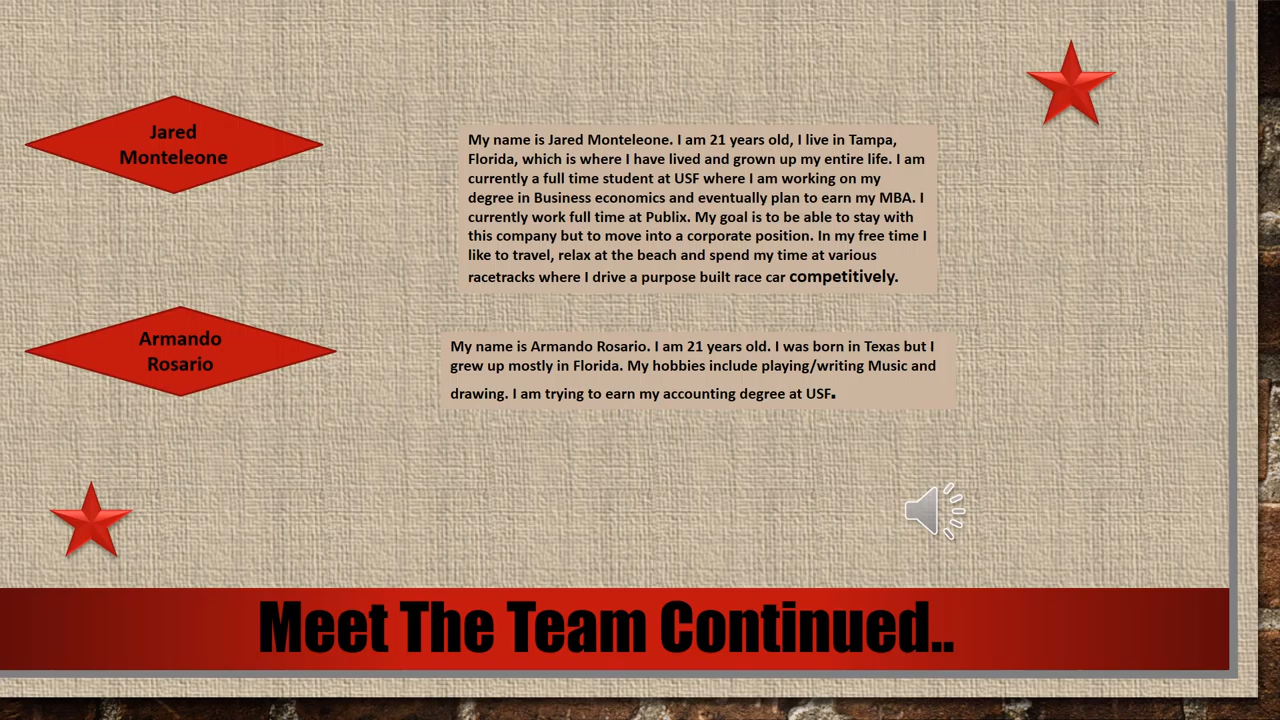 Jared
Monteleone
My name is Jared Monteleone. I am 21 years old, I live in Tampa,
Florida, which is where I have lived and grown up my entire life. I am
currently a full time student at USF where I am working on my
degree in Business economics and eventually plan to earn my MBA. I
currently work full time at Publix. My goal is to be able to stay with
this company but to move into a corporate position. In my free time I
like to travel, relax at the beach and spend my time at various
racetracks where I drive a purpose built race car competitively.
Armando
Rosario
My name is Armando Rosario. I am 21 years old. I was born in Texas but I
grew up mostly in Florida. My hobbies include playing/writing Music and
drawing. I am trying to earn my accounting degree at USF.
Meet The Team Continued..